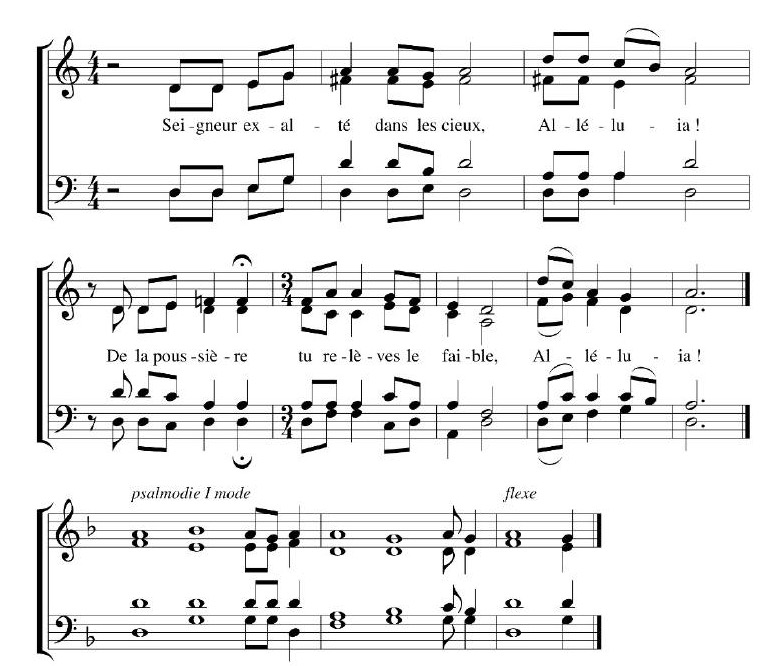 Sei - gneur ex - al - té dans les cieux, Al - lé - lu - ia !
De la pous - siè - re tu re - lè - ves le fai - ble, Al - lé - lu - ia !
psalmodie I mode flexe